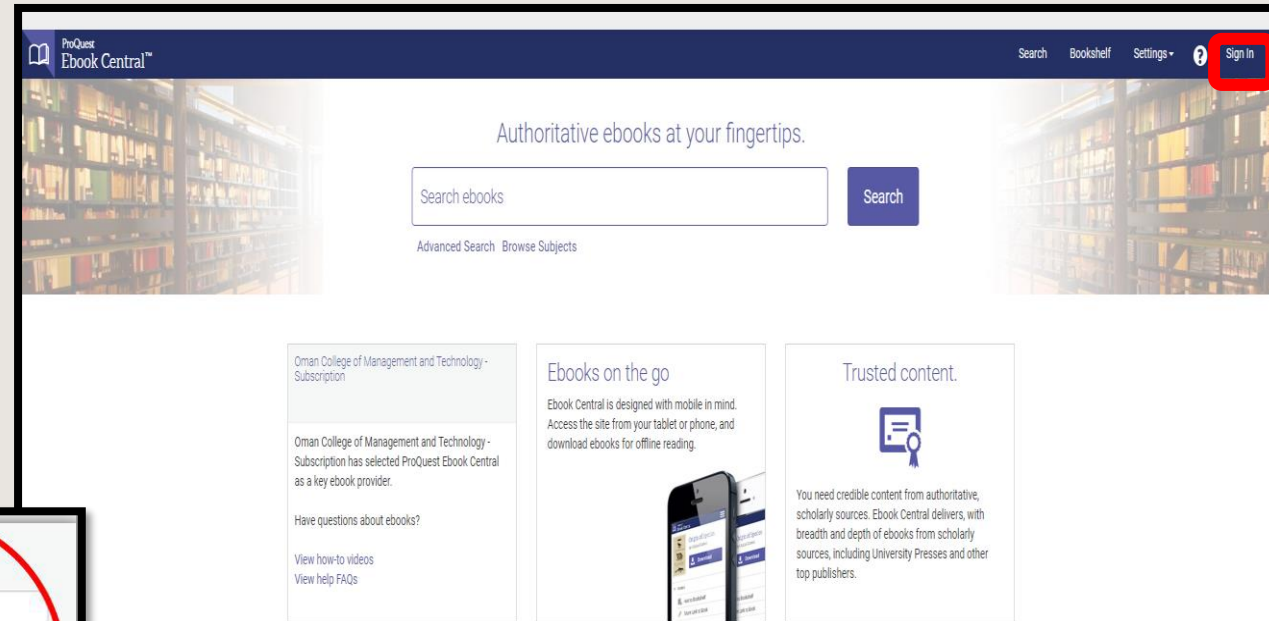 ProQuest
Ebook Central™
Search Bookshelf Settings ? Sign In
Authoritative ebooks at your fingertips.
Search ebooks
Search
Advanced Search Browse Subjects
Oman College of Management and Technology -
Subscription
Oman College of Management and Technology -
Subscription has selected ProQuest Ebook Central
as a key ebook provider.
Have questions about ebooks?
View how-to videos
View help FAQs
Ebooks on the go
Ebook Central is designed with mobile in mind.
Access the site from your tablet or phone, and
download ebooks for offline reading.
Trusted content.
You need credible content from authoritative,
scholarly sources. Ebook Central delivers, with
breadth and depth of ebooks from scholarly
sources, including University Presses and other
top publishers.